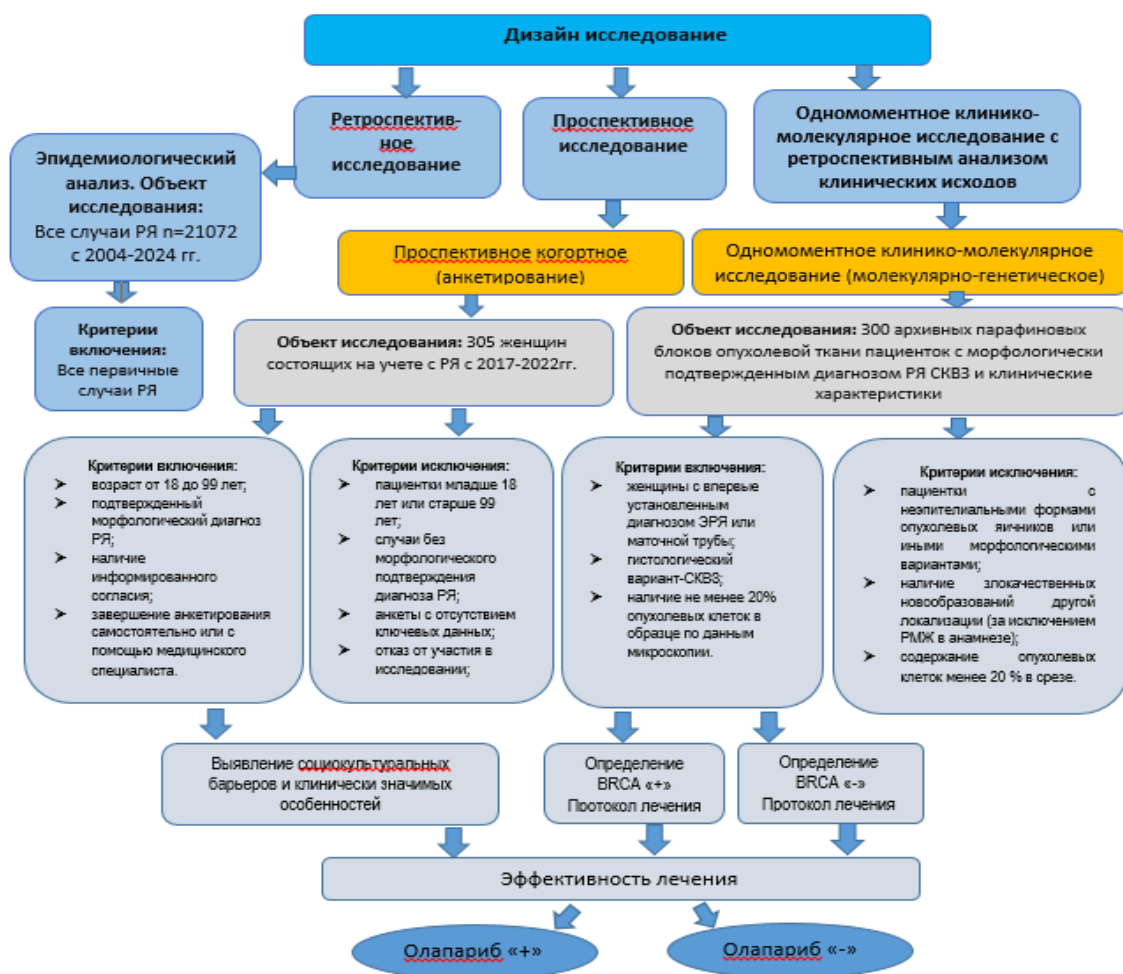 Дизайн исследование
Ретроспектив-
ное
исследование
Проспективное
исследование
Одномоментное клинико-
молекулярное исследование с
ретроспективным анализом
клинических исходов
Эпидемиологический
анализ. Объект
исследования:
Все случаи РЯ n=21072
с 2004-2024 гг.
Критерии
включения:
Все первичные
случаи РЯ
Проспективное когортное
(анкетирование)
Одномоментное клинико-молекулярное
исследование (молекулярно-генетическое)
Объект исследования: 305 женщин
состоящих на учете с РЯ с 2017-2022гг.
Объект исследования: 300 архивных парафиновых
блоков опухолевой ткани пациенток с морфологически
подтвержденным диагнозом РЯ СКВЗ и клинические
характеристики
Критерии включения:
➤ возраст от 18 до 99 лет;
➤ подтвержденный
морфологический диагноз
РЯ;
➤ наличие
информированного
согласия;
➤ завершение анкетирования
самостоятельно или с
помощью медицинского
специалиста.
Критерии исключения:
➤ пациентки младше 18
лет или старше 99
лет;
➤ случаи без
морфологического
подтверждения
диагноза РЯ;
➤ анкеты с отсутствием
ключевых данных;
➤ отказ от участия в
исследовании;
Критерии включения:
➤ женщины с впервые
установленным
диагнозом ЭРЯ или
маточной трубы;
➤ гистологический
вариант-СКВЗ;
➤ наличие не менее 20%
опухолевых клеток в
образце по данным
микроскопии.
Критерии исключения:
➤ пациентки с
неэпителиальными формами
опухолевых яичников или
иными морфологическими
вариантами;
➤ наличие злокачественных
новообразований другой
локализации (за исключением
РМЖ в анамнезе);
➤ содержание опухолевых
клеток менее 20 % в срезе.
Выявление социокультуральных
барьеров и клинически значимых
особенностей
Определение
BRCA «+»
Протокол лечения
Определение
BRCA «-»
Протокол лечения
Эффективность лечения
Олапариб «+»
Олапариб «-»